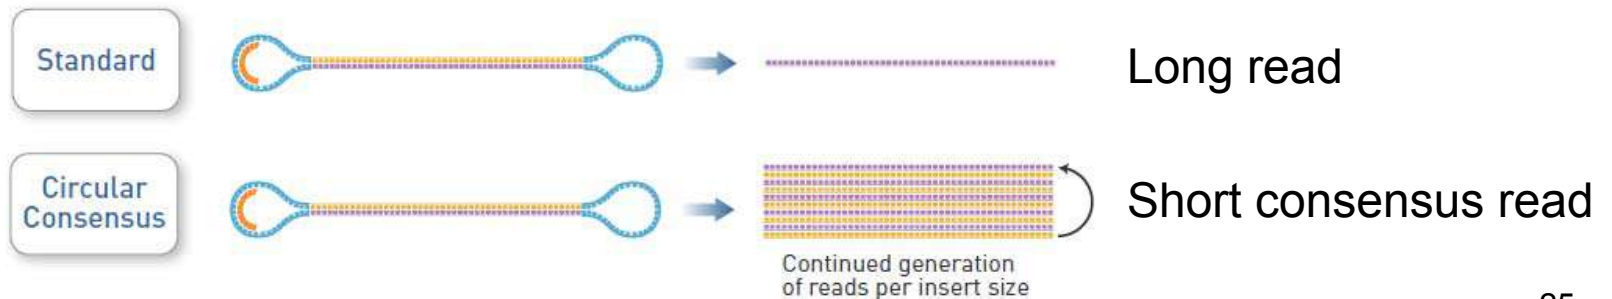 Standard
Long read
Circular
Consensus
Short consensus read
Continued generation
of reads per insert size